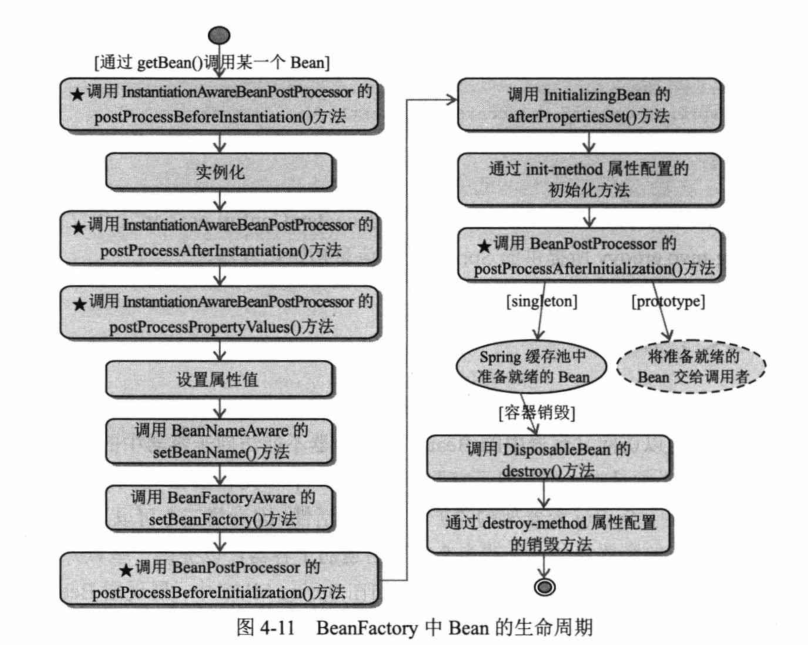 [通过 getBean()调用某一个 Bean]
★调用 InstantiationAwareBeanPostProcessor 的
postProcessBeforeInstantiation()方法
实例化
★调用 InstantiationAwareBeanPostProcessor 的
postProcessAfterInstantiation()方法
★调用 InstantiationAwareBeanPostProcessor 的
postProcessPropertyValues()方法
设置属性值
调用 BeanNameAware 的
setBeanName()方法
调用 BeanFactoryAware 的
setBeanFactory()方法
★调用 BeanPostProcessor 的
postProcessBeforeInitialization()方法
调用 InitializingBean 的
afterPropertiesSet()方法
通过 init-method 属性配置的
初始化方法
★调用 BeanPostProcessor 的
postProcessAfterInitialization()方法
[singleton]
[prototype]
Spring 缓存池中
准备就绪的 Bean
将准备就绪的
Bean 交给调用者
[容器销毁]
调用 DisposableBean 的
destroy()方法
通过 destroy-method 属性配置
的销毁方法
图 4-11 BeanFactory 中 Bean 的生命周期